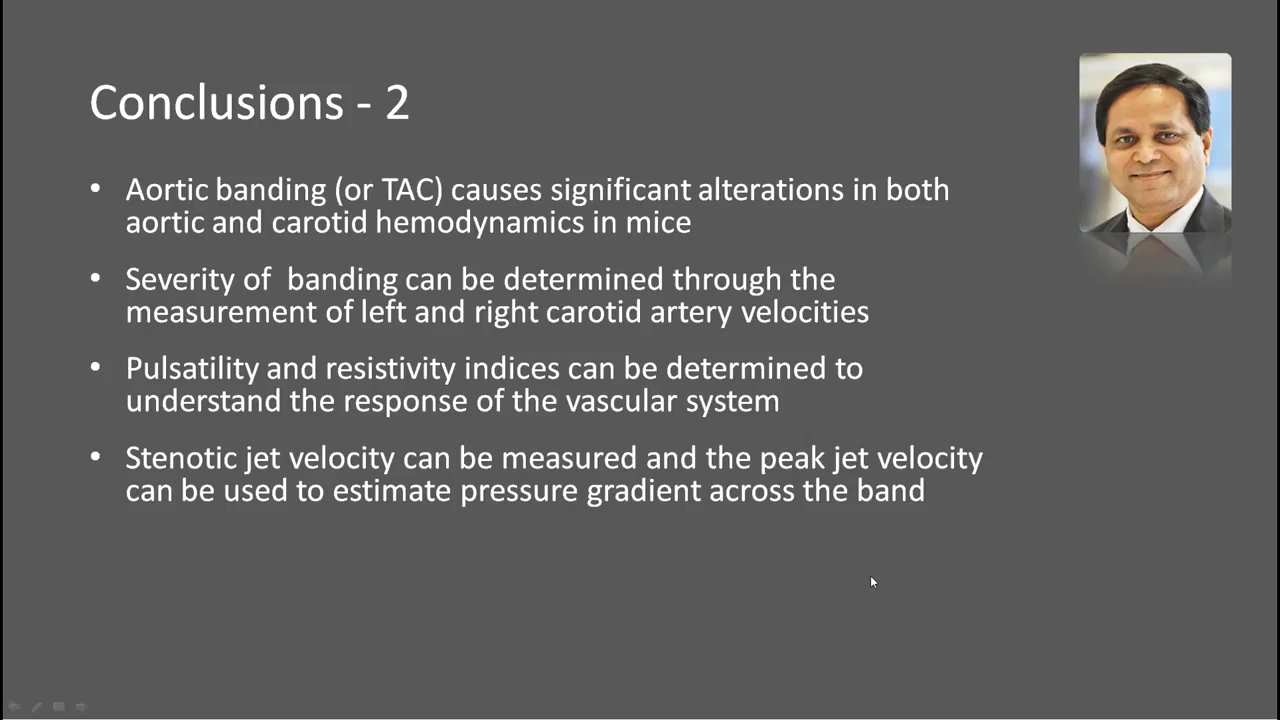 Conclusions - 2
• Aortic banding (or TAC) causes significant alterations in both
aortic and carotid hemodynamics in mice
• Severity of  banding can be determined through the
measurement of left and right carotid artery velocities
• Pulsatility and resistivity indices can be determined to
understand the response of the vascular system
• Stenotic jet velocity can be measured and the peak jet velocity
can be used to estimate pressure gradient across the band